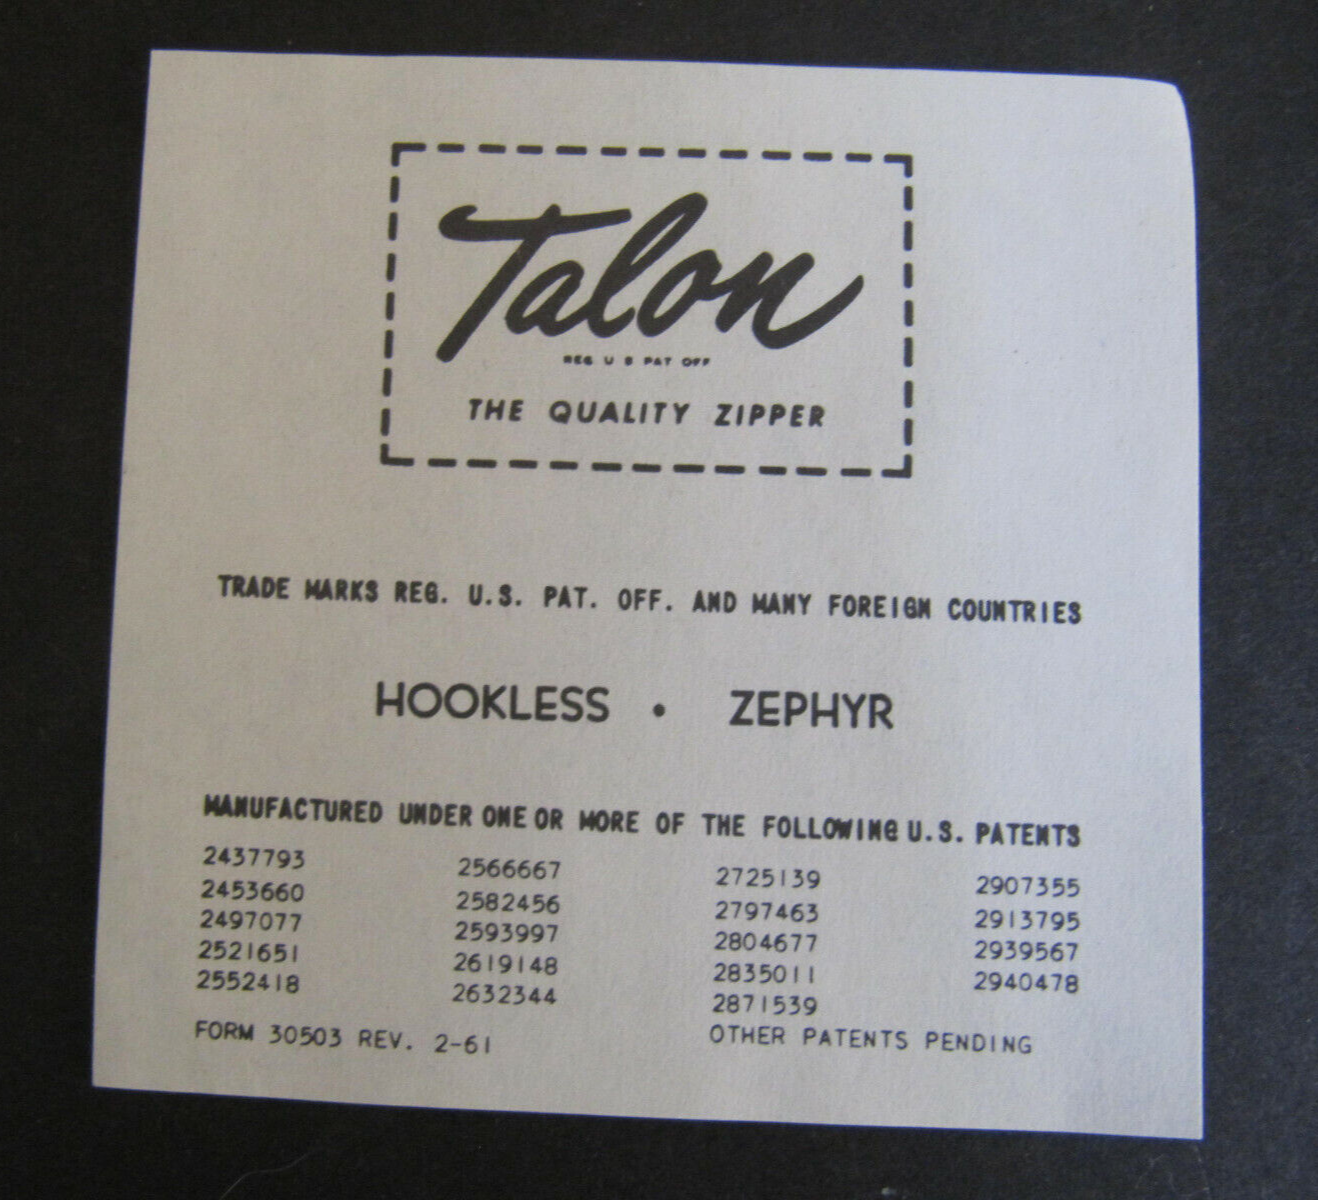 Talon
REG U S PAT OFF
THE QUALITY ZIPPER
TRADE MARKS REG. U.S. PAT. OFF. AND MANY FOREIGN COUNTRIES
HOOKLESS • ZEPHYR
MANUFACTURED UNDER ONE OR MORE OF THE FOLLOWING U.S. PATENTS
2437793 2566667 2725139 2907355
2453660 2582456 2797463 2913795
2497077 2593997 2804677 2939567
2521651 2619148 2835011 2940478
2552418 2632344 2871539
FORM 30503 REV. 2-61 OTHER PATENTS PENDING